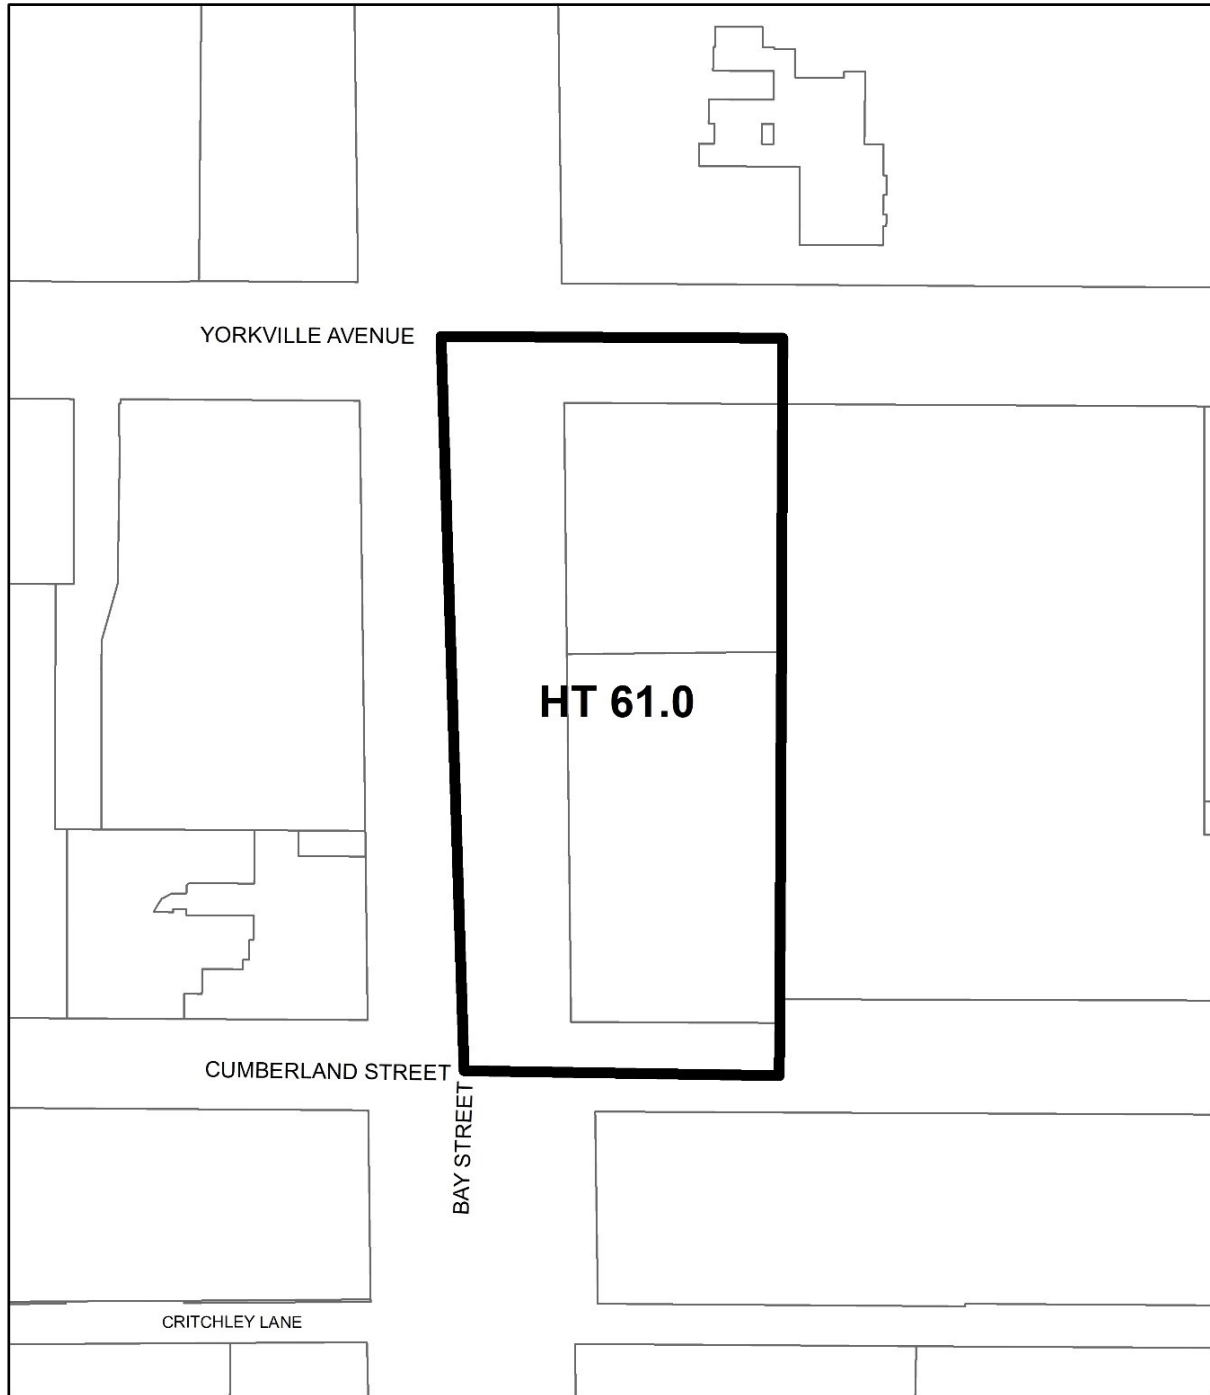 YORKVILLE AVENUE
HT 61.0
CUMBERLAND STREET
BAY STREET
CRITCHLEY LANE